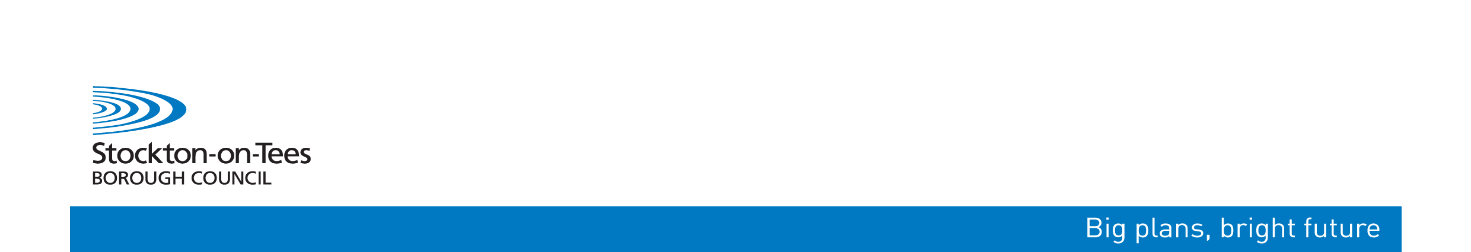 Stockton-on-Tees
BOROUGH COUNCIL
Big plans, bright future